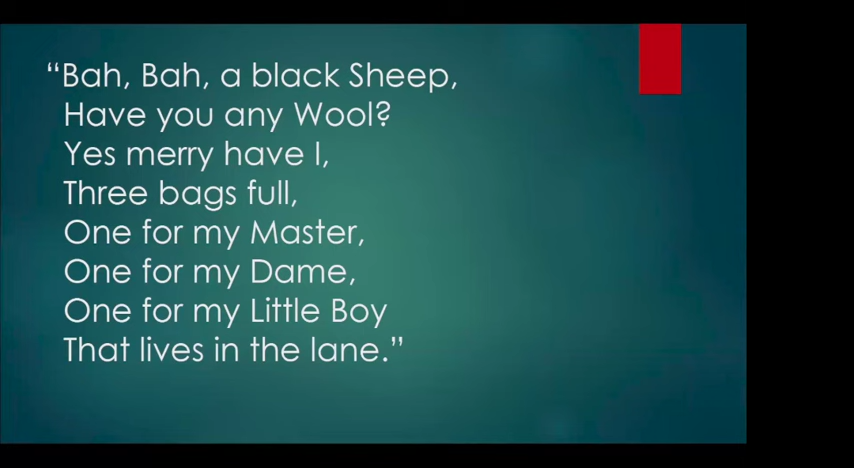 “Bah, Bah, a black Sheep,
Have you any Wool?
Yes merry have I,
Three bags full,
One for my Master,
One for my Dame,
One for my Little Boy
That lives in the lane.”